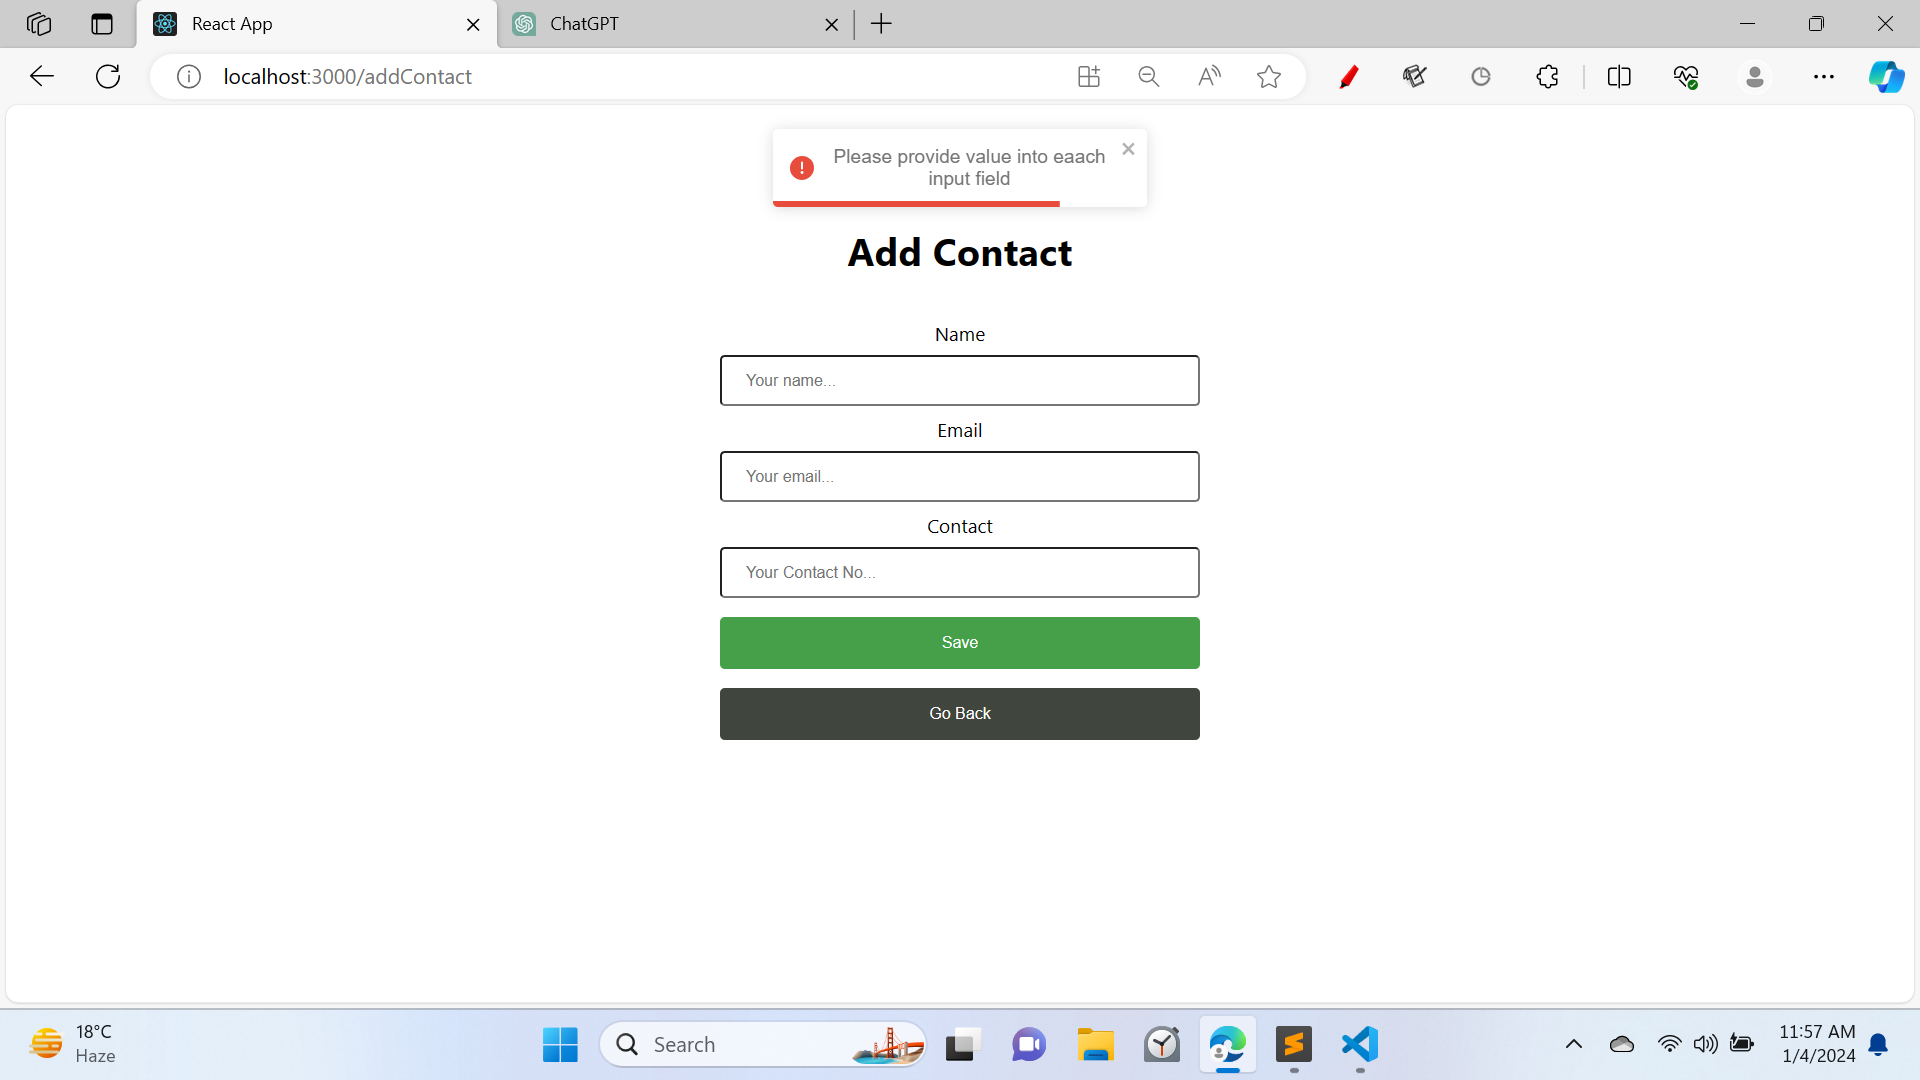 React App
ChatGPT
localhost:3000/addContact
Please provide value into eaach
input field
Add Contact
Name
Your name...
Email
Your email...
Contact
Your Contact No...
Save
Go Back
18°C
Haze
Search
11:57 AM
1/4/2024